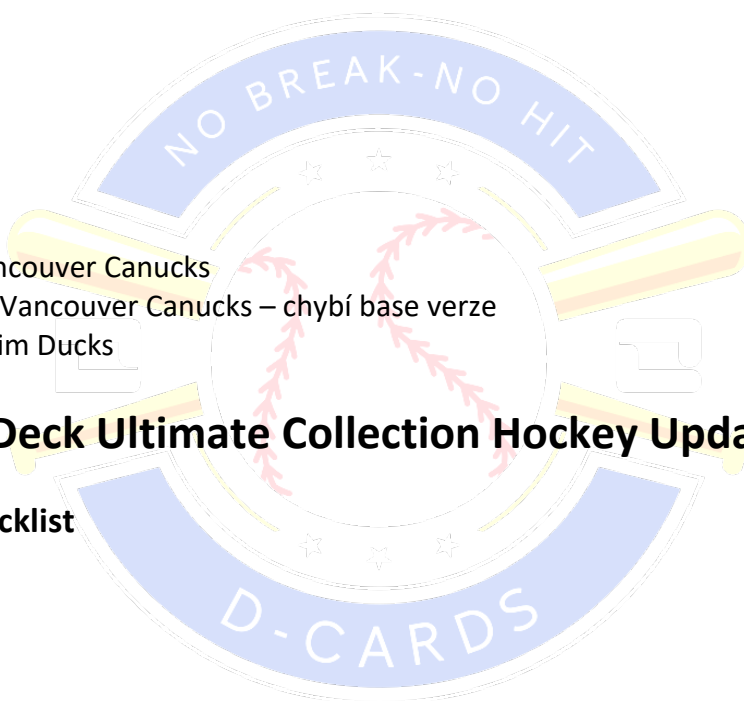 NO BREAK-NO HIT
ncouver Canucks
Vancouver Canucks – chybí base verze
im Ducks
Deck Ultimate Collection Hockey Upda
cklist
D-CARDS